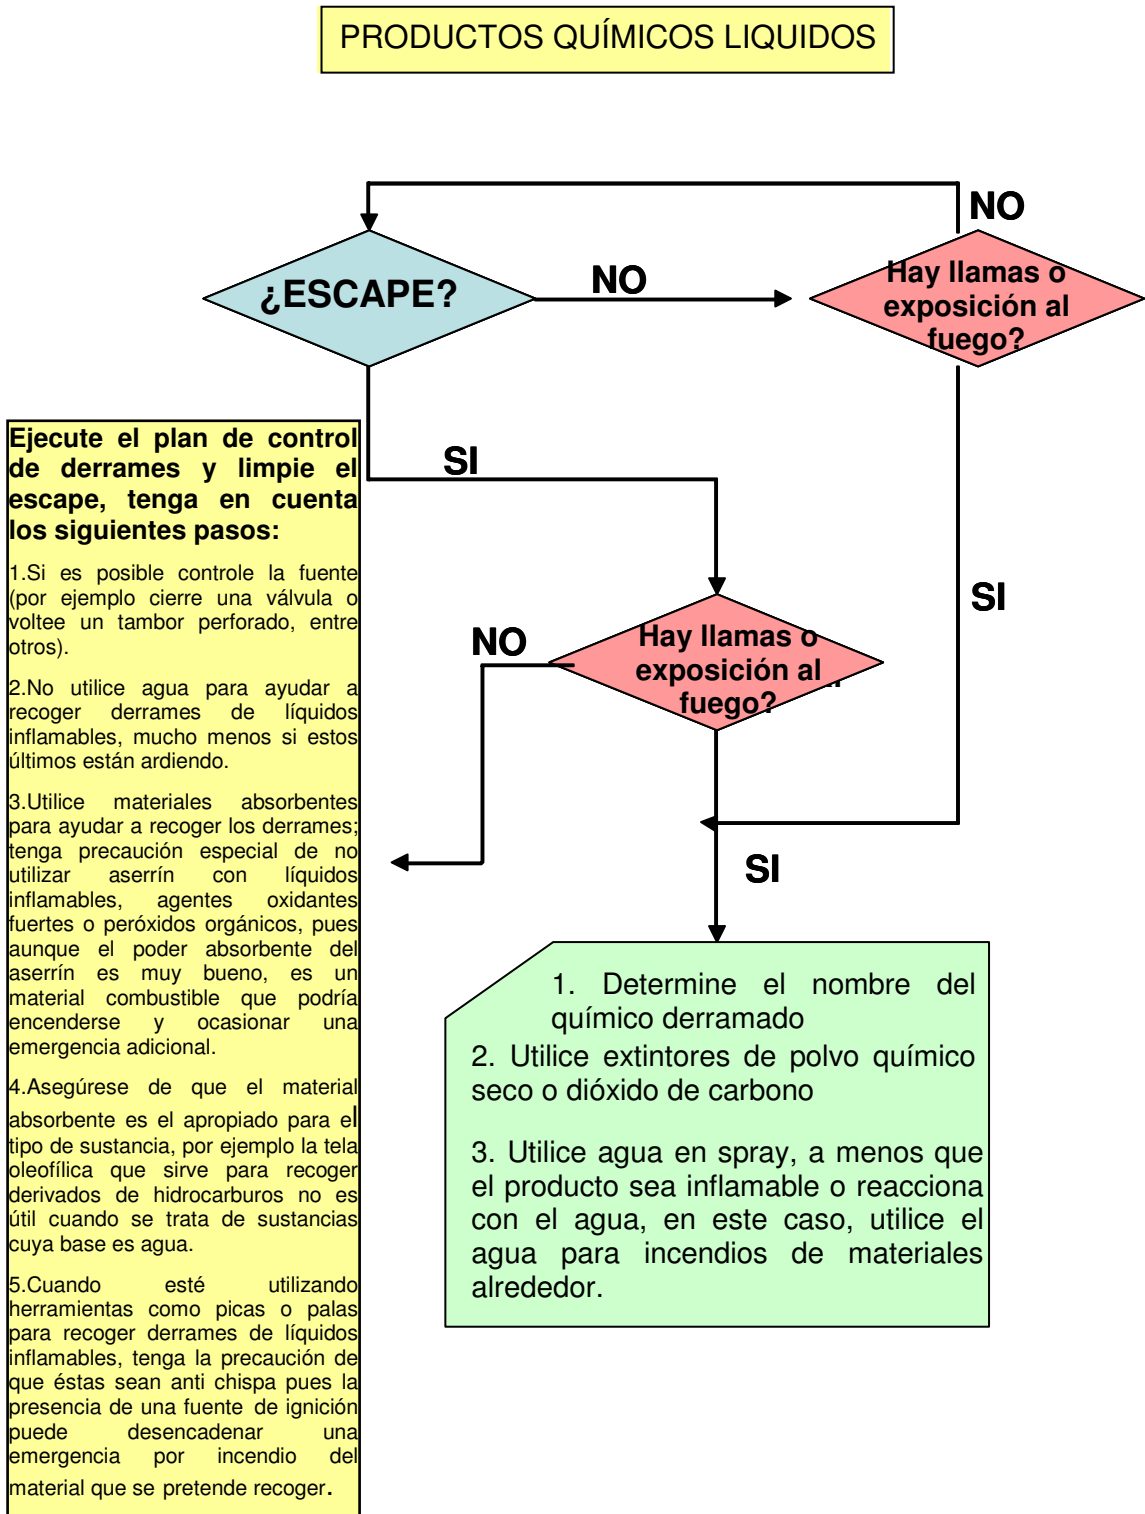 PRODUCTOS QUÍMICOS LIQUIDOS
NO
¿ESCAPE?
NO
Hay llamas o
exposición al
fuego?
SI
SI
NO
Hay llamas o
exposición al
fuego?
SI
Ejecute el plan de control
de derrames y limpie el
escape, tenga en cuenta
los siguientes pasos:
1.Si es posible controle la fuente
(por ejemplo cierre una válvula o
voltee un tambor perforado, entre
otros).
2.No utilice agua para ayudar a
recoger derrames de líquidos
inflamables, mucho menos si estos
últimos están ardiendo.
3.Utilice materiales absorbentes
para ayudar a recoger los derrames;
tenga precaución especial de no
utilizar aserrín con líquidos
inflamables, agentes oxidantes
fuertes o peróxidos orgánicos, pues
aunque el poder absorbente del
aserrín es muy bueno, es un
material combustible que podría
encenderse y ocasionar una
emergencia adicional.
4.Asegúrese de que el material
absorbente es el apropiado para el
tipo de sustancia, por ejemplo la tela
oleofílica que sirve para recoger
derivados de hidrocarburos no es
útil cuando se trata de sustancias
cuya base es agua.
5.Cuando esté utilizando
herramientas como picas o palas
para recoger derrames de líquidos
inflamables, tenga la precaución de
que éstas sean anti chispa pues la
presencia de una fuente de ignición
puede desencadenar una
emergencia por incendio del
material que se pretende recoger.
1. Determine el nombre del
químico derramado
2. Utilice extintores de polvo químico
seco o dióxido de carbono
3. Utilice agua en spray, a menos que
el producto sea inflamable o reacciona
con el agua, en este caso, utilice el
agua para incendios de materiales
alrededor.